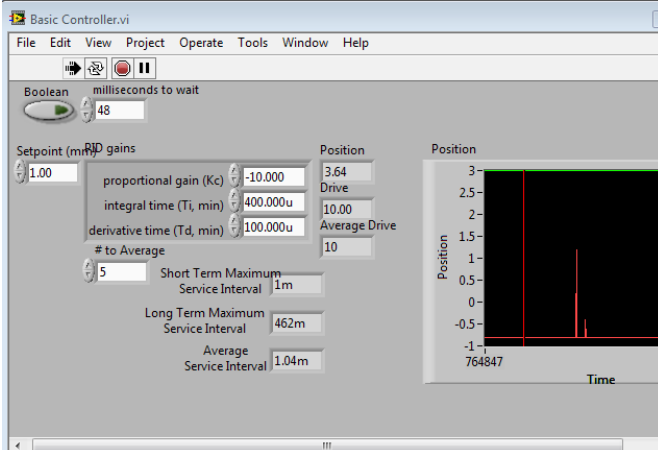 Basic Controller.vi
File Edit View Project Operate Tools Window Help
Boolean
milliseconds to wait
48
Setpoint (mm)
1.00
PID gains
proportional gain (Kc) -10.000
integral time (Ti, min) 400.000u
derivative time (Td, min) 100.000u
Position
3.64
Drive
10.00
Average Drive
10
# to Average
5
Short Term Maximum
Service Interval 1m
Long Term Maximum
Service Interval 462m
Average
Service Interval 1.04m
Position
Position
3
2.5
2
1.5
1
0.5
0
-0.5
-1
764847
Time